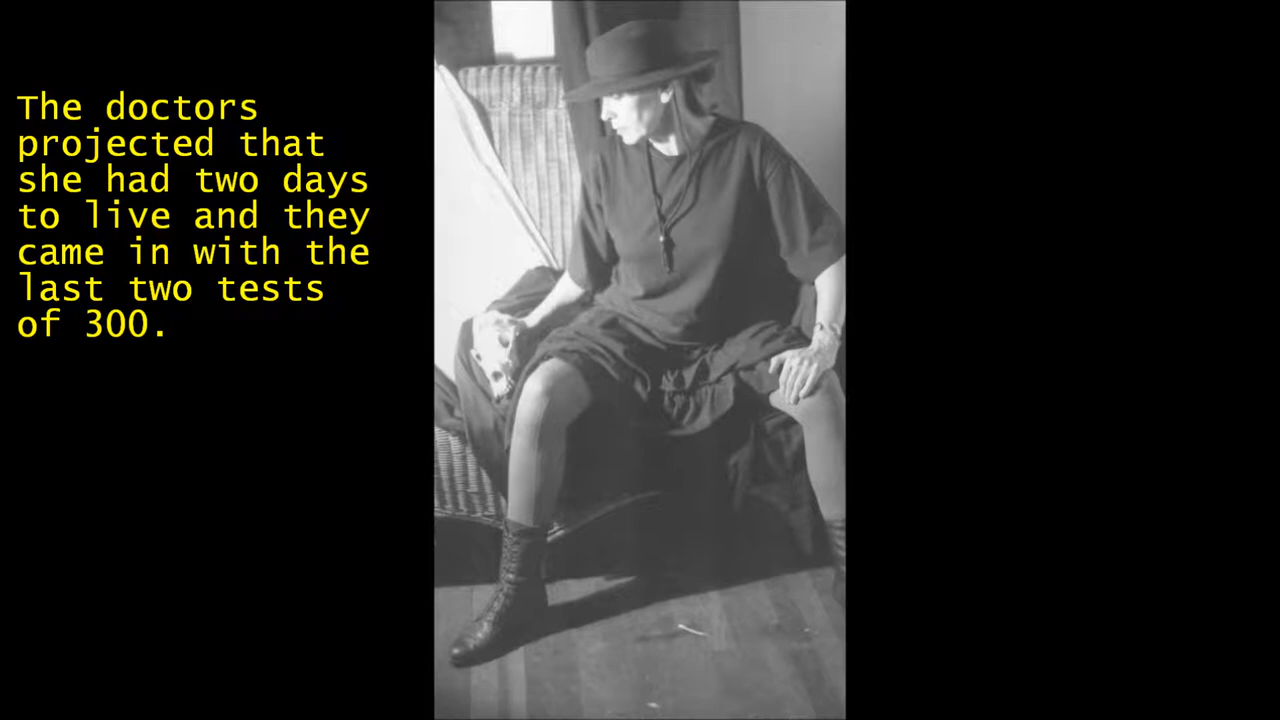 The doctors
projected that
she had two days
to live and they
came in with the
last two tests
of 300.